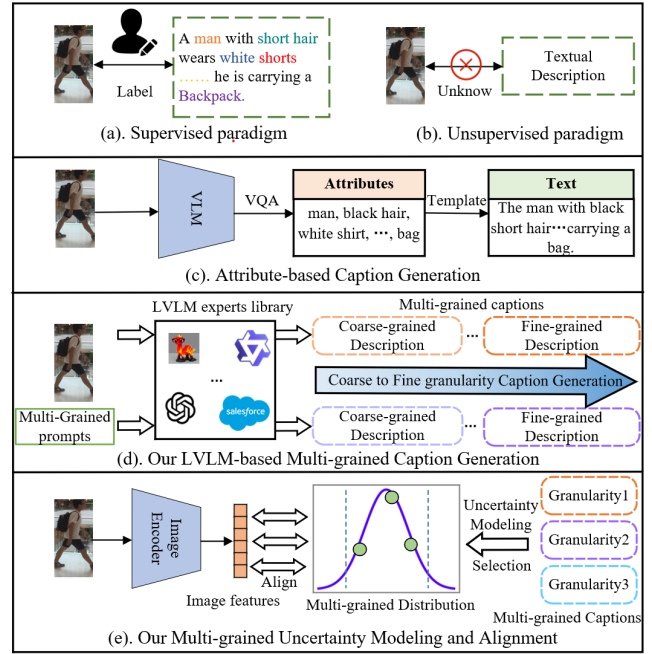 A man with short hair
wears white shorts
...... he is carrying a
Backpack.
Label
(a). Supervised paradigm
Unknow
Textual
Description
(b). Unsupervised paradigm
VLM
VQA
Attributes
man, black hair,
white shirt, ···, bag
Template
Text
The man with black
short hair···carrying a
bag.
(c). Attribute-based Caption Generation
LVLM experts library
Multi-grained captions
Multi-Grained
prompts
...
salesforce
Coarse-grained
Description
...
Fine-grained
Description
Coarse to Fine granularity Caption Generation
Coarse-grained
Description
...
Fine-grained
Description
(d). Our LVLM-based Multi-grained Caption Generation
Image
Encoder
Align
Image features
Multi-grained Distribution
Uncertainty
Modeling
Selection
Granularity1
Granularity2
Granularity3
Multi-grained Captions
(e). Our Multi-grained Uncertainty Modeling and Alignment